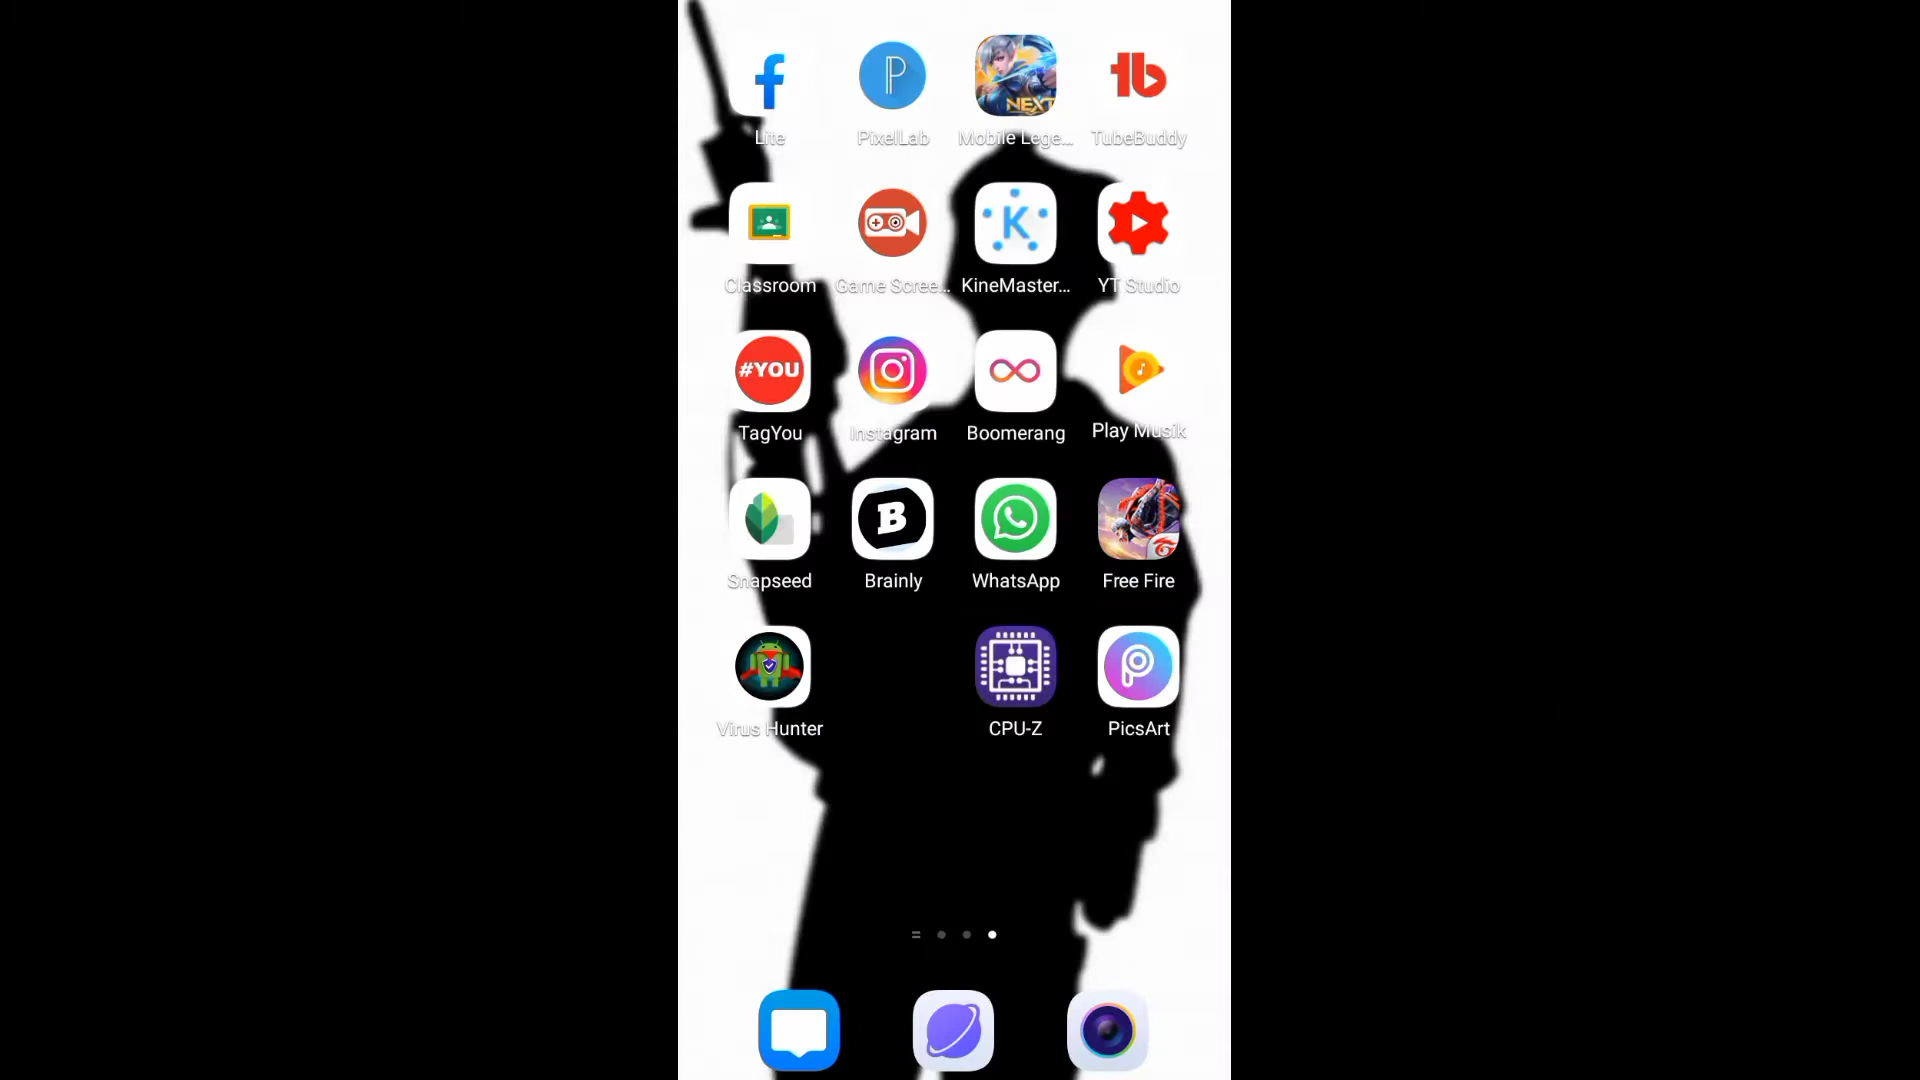 NEXT
Lite PixelLab Mobile Lege... TubeBuddy
Classroom Game Scree... KineMaster... YT Studio
#YOU
TagYou Instagram Boomerang Play Musik
Snapseed Brainly WhatsApp Free Fire
Virus Hunter CPU-Z PicsArt